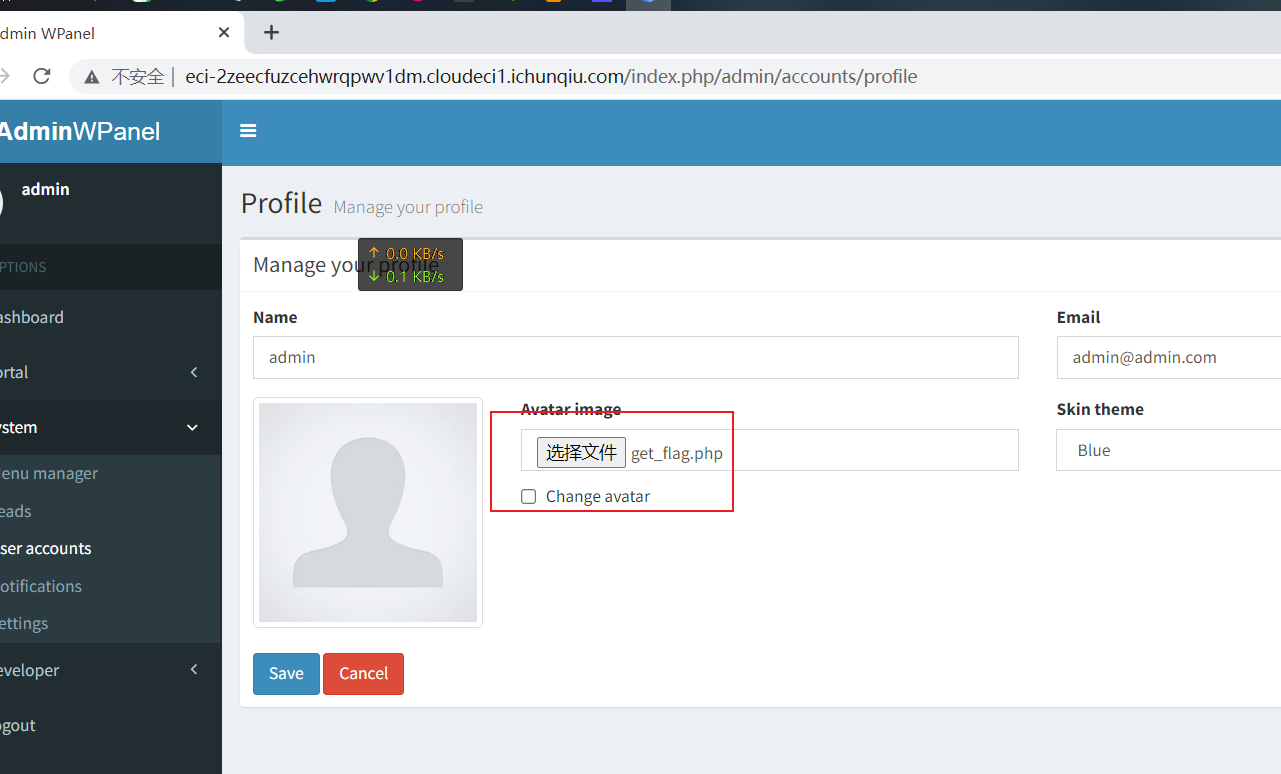 dmin WPanel
不安全 | eci-2zeecfuzcehwrqpwv1dm.cloudeci1.ichunqiu.com/index.php/admin/accounts/profile
AdminWPanel
admin
PTIONS
ashboard
ortal
ystem
enu manager
eads
ser accounts
otifications
ettings
eveloper
ogout
Profile Manage your profile
Manage your profile
↑ 0.0 KB/s
↓ 0.1 KB/s
Name
admin
Email
admin@admin.com
Avatar image
选择文件 get_flag.php
Change avatar
Skin theme
Blue
Save Cancel